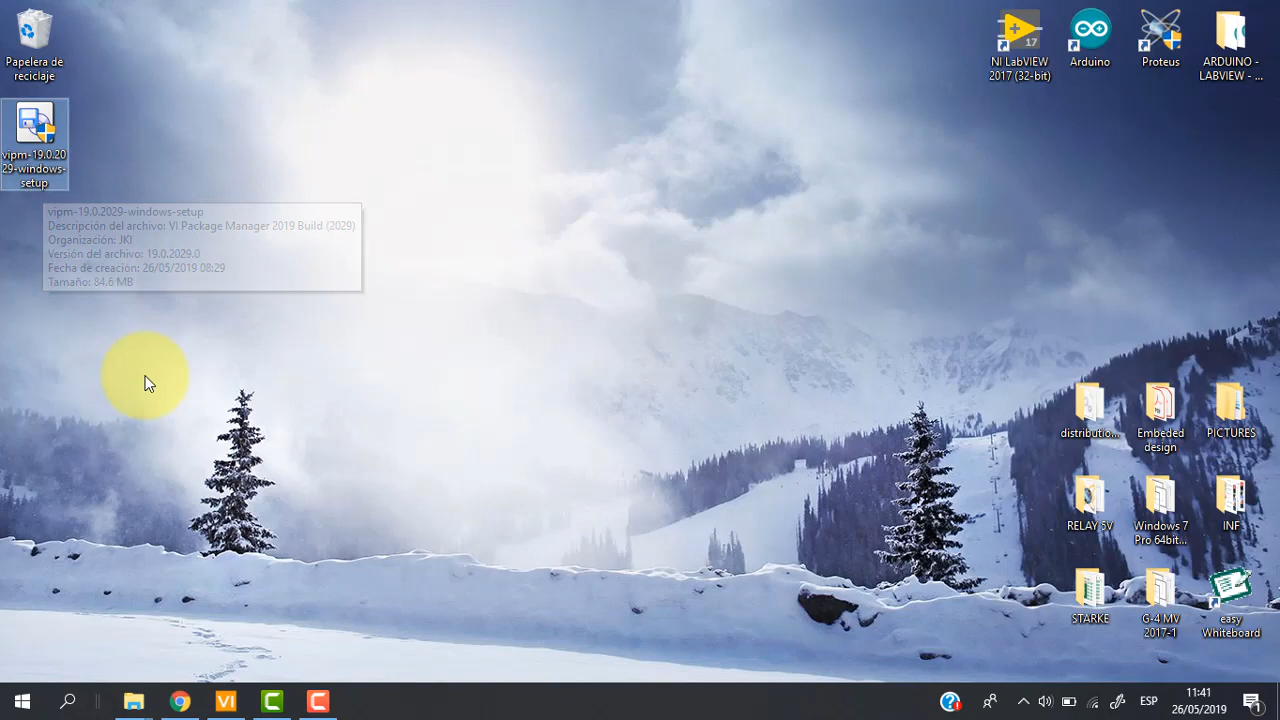 Papelera de
reciclaje
vipm-19.0.20
29-windows-
setup
vipm-19.0.2029-windows-setup
Descripción del archivo: VI Package Manager 2019 Build (2029)
Organización: JKI
Versión del archivo: 19.0.2029.0
Fecha de creación: 26/05/2019 08:29
Tamaño: 84.6 MB
17
NI LabVIEW
2017 (32-bit)
Arduino
Proteus
ARDUINO -
LABVIEW - ...
distributio...
Embeded
design
PICTURES
RELAY 5V
Windows 7
Pro 64bit...
INF
STARKE
G-4 MV
2017-1
easy
Whiteboard
VI
C
C
ESP
11:41
26/05/2019
1